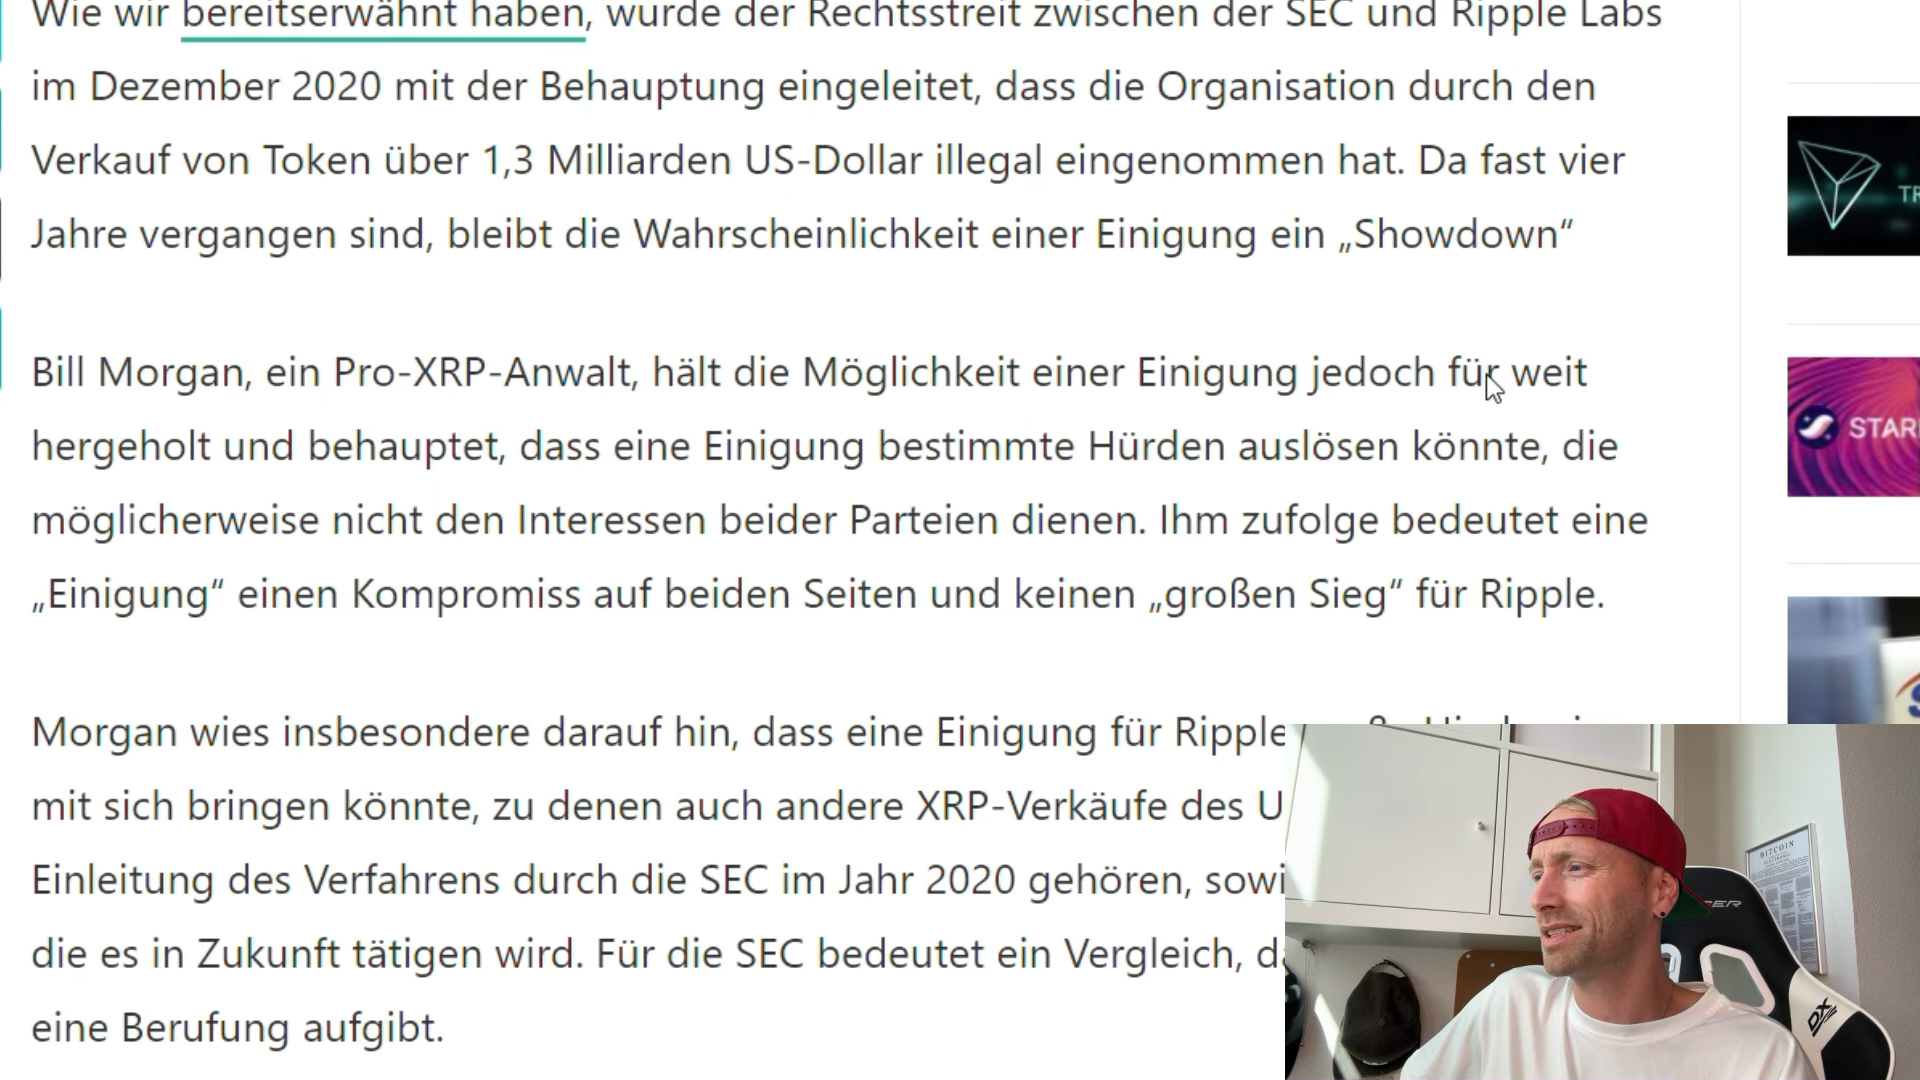 Wie wir bereitserwähnt haben, wurde der Rechtsstreit zwischen der SEC und Ripple Labs
im Dezember 2020 mit der Behauptung eingeleitet, dass die Organisation durch den
Verkauf von Token über 1,3 Milliarden US-Dollar illegal eingenommen hat. Da fast vier
Jahre vergangen sind, bleibt die Wahrscheinlichkeit einer Einigung ein „Showdown“
Bill Morgan, ein Pro-XRP-Anwalt, hält die Möglichkeit einer Einigung jedoch für weit
hergeholt und behauptet, dass eine Einigung bestimmte Hürden auslösen könnte, die
möglicherweise nicht den Interessen beider Parteien dienen. Ihm zufolge bedeutet eine
„Einigung“ einen Kompromiss auf beiden Seiten und keinen „großen Sieg“ für Ripple.
Morgan wies insbesondere darauf hin, dass eine Einigung für Ripple
mit sich bringen könnte, zu denen auch andere XRP-Verkäufe des U
Einleitung des Verfahrens durch die SEC im Jahr 2020 gehören, sowi
die es in Zukunft tätigen wird. Für die SEC bedeutet ein Vergleich, da
eine Berufung aufgibt.
TR
STAR
BITCOIN
DX